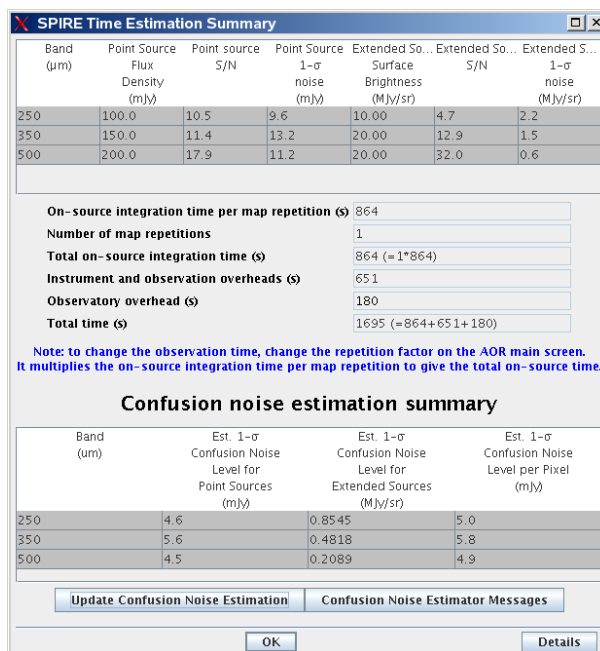 SPIRE Time Estimation Summary
Band Point Source Point source Point Source Extended So... Extended So... Extended S...
(μm) Flux S/N 1-σ Surface S/N 1-σ
Density noise Brightness noise
(mJy) (mJy) (MJy/sr) (MJy/sr)
250 100.0 10.5 9.6 10.00 4.7 2.2
350 150.0 11.4 13.2 20.00 12.9 1.5
500 200.0 17.9 11.2 20.00 32.0 0.6
On-source integration time per map repetition (s) 864
Number of map repetitions 1
Total on-source integration time (s) 864 (=1*864)
Instrument and observation overheads (s) 651
Observatory overhead (s) 180
Total time (s) 1695 (=864+651+180)
Note: to change the observation time, change the repetition factor on the AOR main screen.
It multiplies the on-source integration time per map repetition to give the total on-source time.
Confusion noise estimation summary
Band Est. 1-σ Est. 1-σ Est. 1-σ
(um) Confusion Noise Confusion Noise Confusion Noise
Level for Level for Level per Pixel
Point Sources Extended Sources (mJy)
(mJy) (MJy/sr)
250 4.6 0.8545 5.0
350 5.6 0.4818 5.8
500 4.5 0.2089 4.9
Update Confusion Noise Estimation Confusion Noise Estimator Messages
OK Details